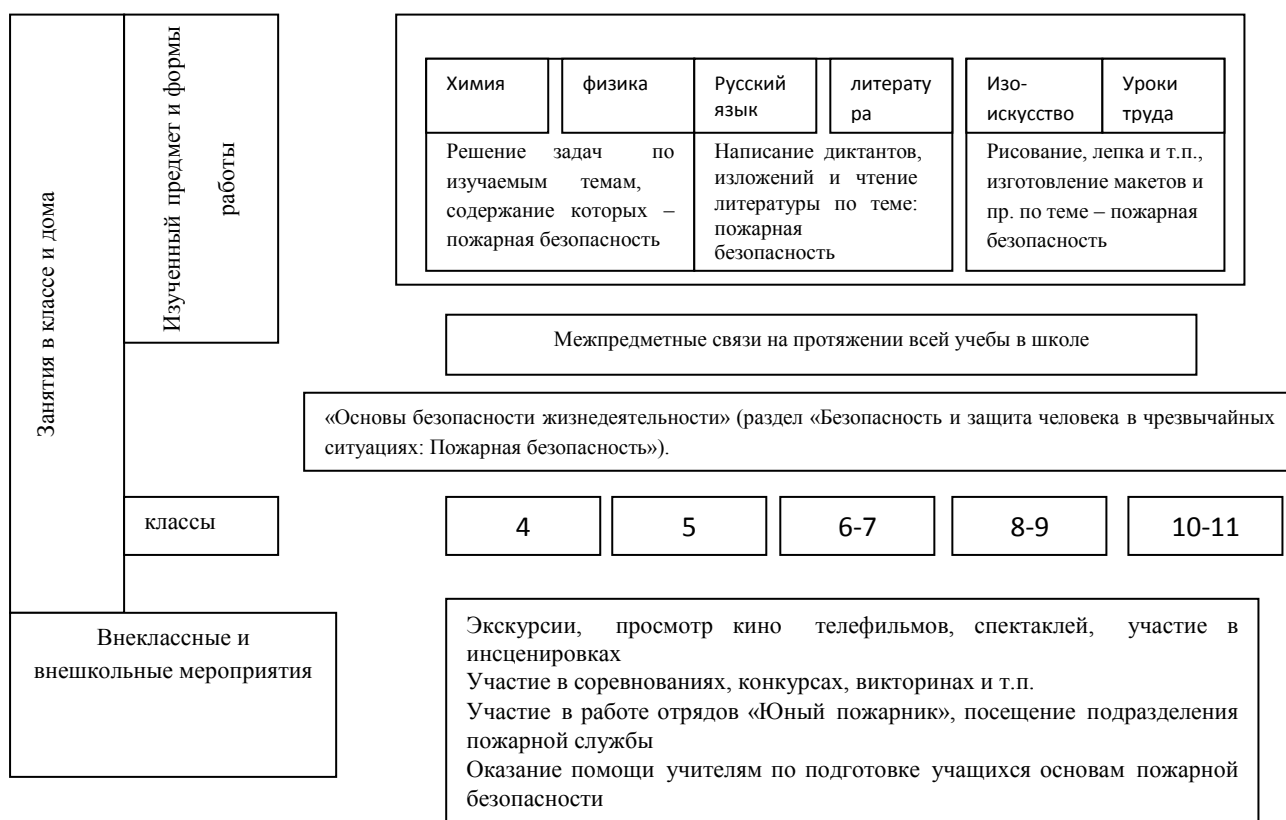 Занятия в классе и дома
Изученный предмет и формы
работы
Химия
физика
Русский
язык
литерату
ра
Изо-
искусство
Уроки
труда
Решение задач по
изучаемым темам,
содержание которых –
пожарная безопасность
Написание диктантов,
изложений и чтение
литературы по теме:
пожарная
безопасность
Рисование, лепка и т.п.,
изготовление макетов и
пр. по теме – пожарная
безопасность
Межпредметные связи на протяжении всей учебы в школе
«Основы безопасности жизнедеятельности» (раздел «Безопасность и защита человека в чрезвычайных
ситуациях: Пожарная безопасность»).
классы
4
5
6-7
8-9
10-11
Внеклассные и
внешкольные мероприятия
Экскурсии, просмотр кино телефильмов, спектаклей, участие в
инсценировках
Участие в соревнованиях, конкурсах, викторинах и т.п.
Участие в работе отрядов «Юный пожарник», посещение подразделения
пожарной службы
Оказание помощи учителям по подготовке учащихся основам пожарной
безопасности